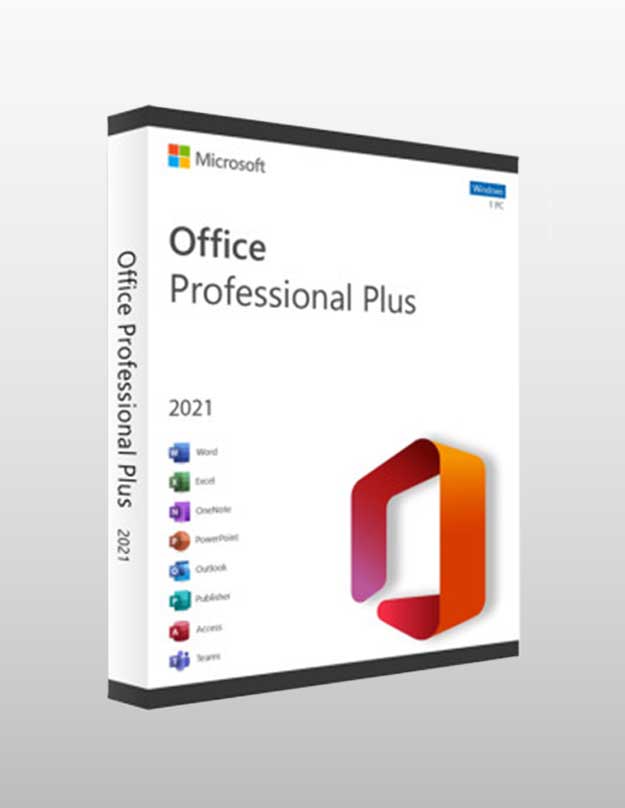 Microsoft
Windows
1 PC
Office
Professional Plus
2021
Word
Excel
OneNote
PowerPoint
Outlook
Publisher
Access
Teams
Office Professional Plus 2021